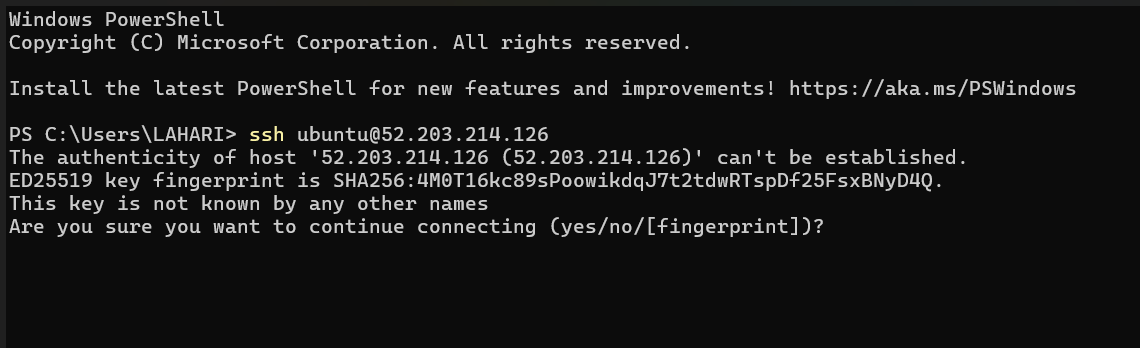 Windows PowerShell
Copyright (C) Microsoft Corporation. All rights reserved.
Install the latest PowerShell for new features and improvements! https://aka.ms/PSWindows
PS C:\Users\LAHARI> ssh ubuntu@52.203.214.126
The authenticity of host '52.203.214.126 (52.203.214.126)' can't be established.
ED25519 key fingerprint is SHA256:4M0T16kc89sPoowikdqJ7t2tdwRTspDf25FsxBNyD4Q.
This key is not known by any other names
Are you sure you want to continue connecting (yes/no/[fingerprint])?